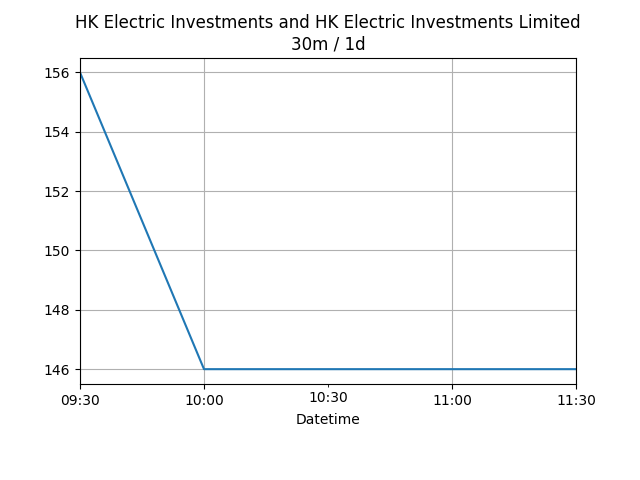 HK Electric Investments and HK Electric Investments Limited
30m / 1d
156
154
152
150
148
146
09:30 10:00 10:30 11:00 11:30
Datetime